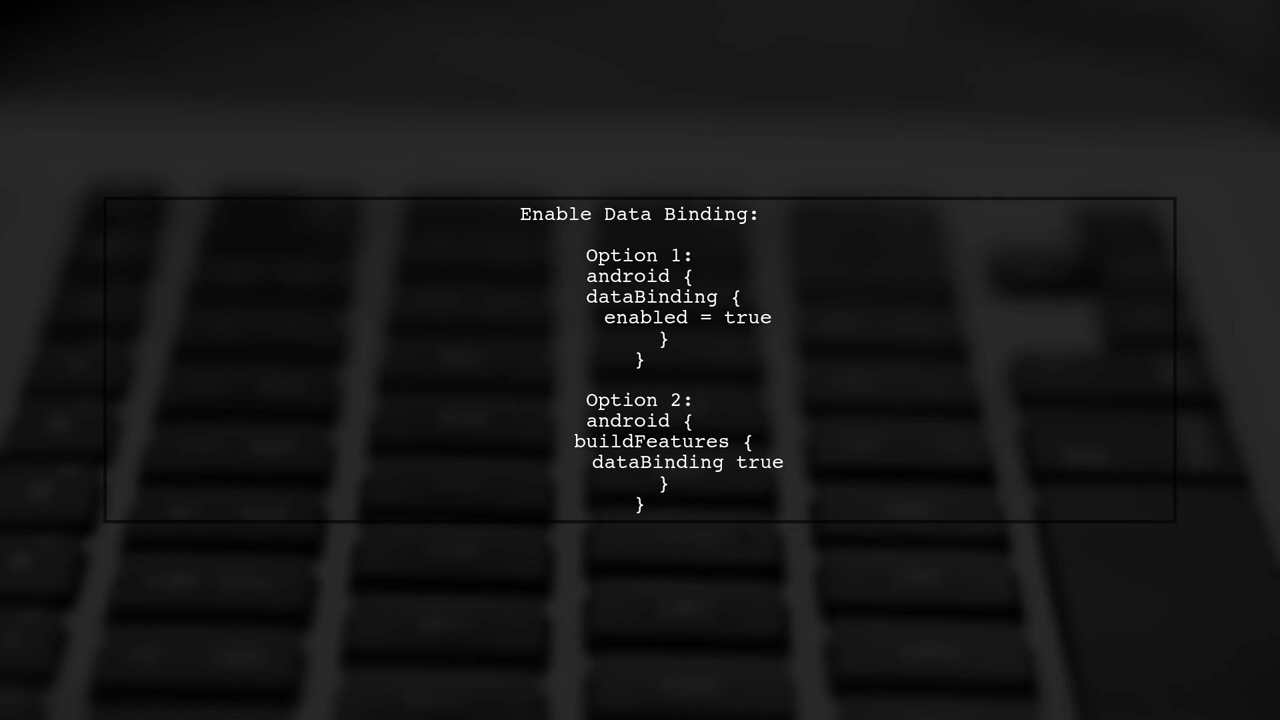 Enable Data Binding:
Option 1:
android {
dataBinding {
enabled = true
}
}
Option 2:
android {
buildFeatures {
dataBinding true
}
}